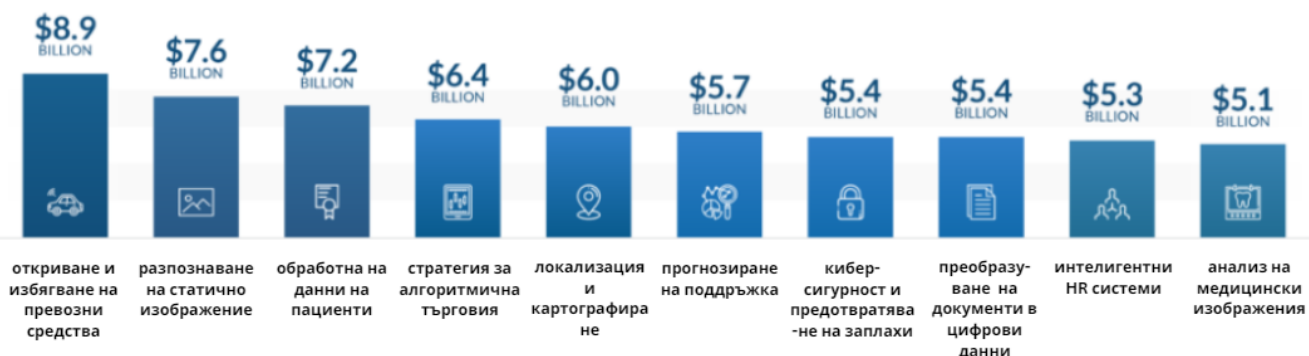 $8.9
BILLION
$7.6
BILLION
$7.2
BILLION
$6.4
BILLION
$6.0
BILLION
$5.7
BILLION
$5.4
BILLION
$5.4
BILLION
$5.3
BILLION
$5.1
BILLION
откриване и
избягване на
превозни
средства
разпознаване
на статично
изображение
обработна на
данни на
пациенти
стратегия за
алгоритмична
търговия
локализация
и
картографира
не
прогнозиране
на поддръжка
кибер-
сигурност и
предотвратява
-не на заплахи
преобразу-
ване на
документи в
цифрови
данни
интелигентни
HR системи
анализ на
медицински
изображения